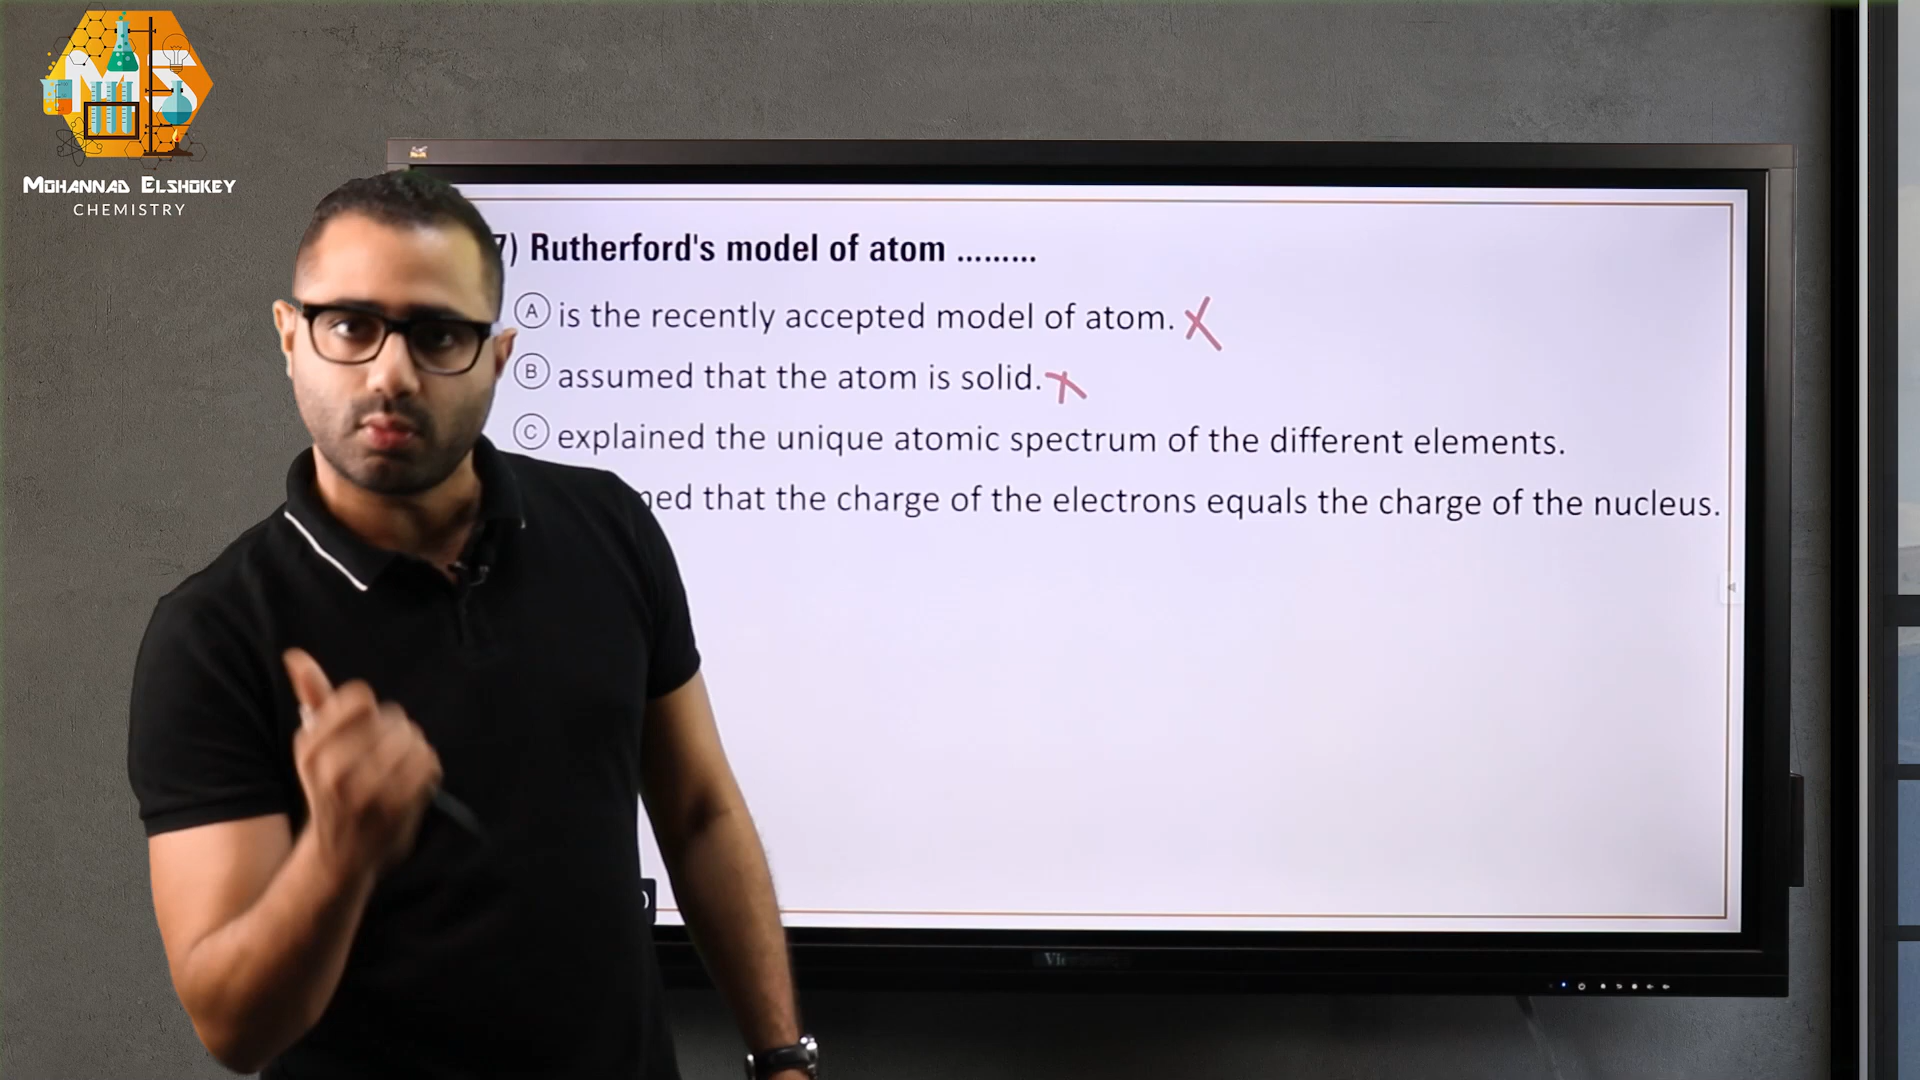 MS
MOHANNAD ELSHOKEY
CHEMISTRY
7) Rutherford's model of atom .........
A is the recently accepted model of atom. X
B assumed that the atom is solid. X
C explained the unique atomic spectrum of the different elements.
that the charge of the electrons equals the charge of the nucleus.